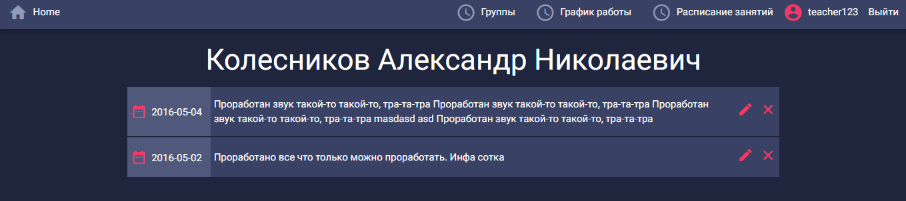 Home Группы График работы Расписание занятий teacher123 Выйти
Колесников Александр Николаевич
2016-05-04 Проработан звук такой-то такой-то, тра-та-тра Проработан звук такой-то такой-то, тра-та-тра Проработан
звук такой-то такой-то, тра-та-тра masdasd asd Проработан звук такой-то такой-то, тра-та-тра
2016-05-02 Проработано все что только можно проработать. Инфа сотка